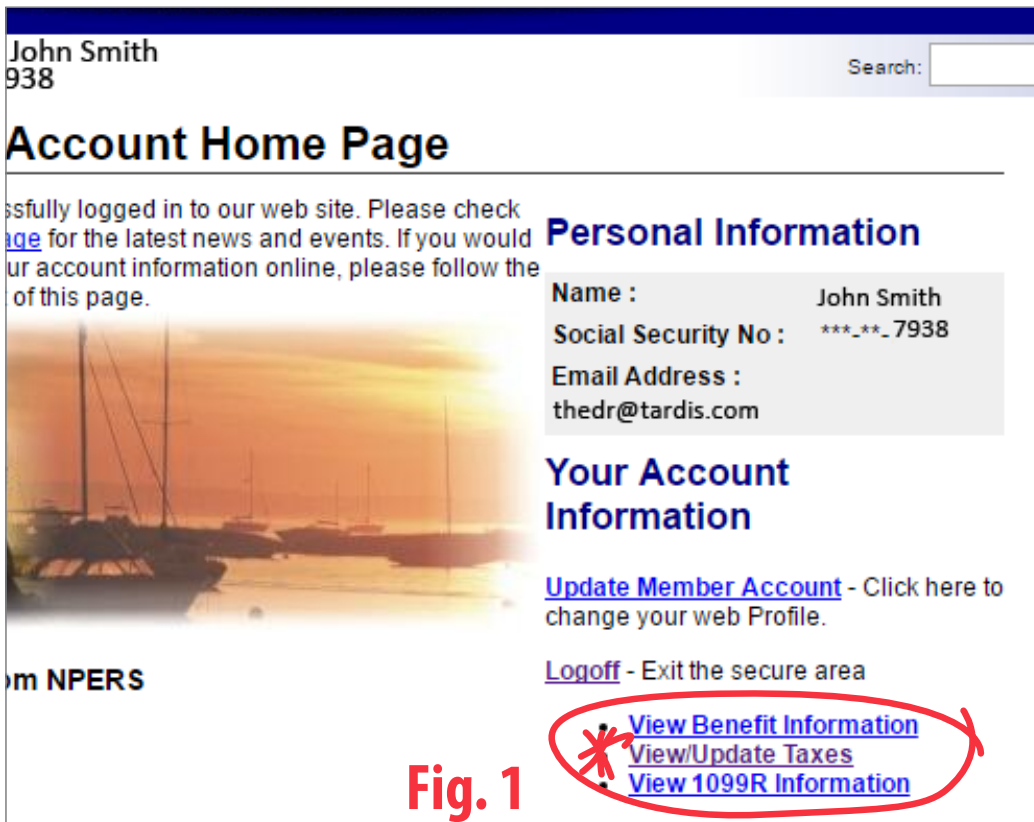 John Smith
938
Search:
Account Home Page
ssfully logged in to our web site. Please check
age for the latest news and events. If you would
ur account information online, please follow the
of this page.
Personal Information
Name : John Smith
Social Security No : ***-**-7938
Email Address :
thedr@tardis.com
Your Account
Information
Update Member Account - Click here to
change your web Profile.
Logoff - Exit the secure area
om NPERS
View Benefit Information
View/Update Taxes
View 1099R Information
Fig. 1